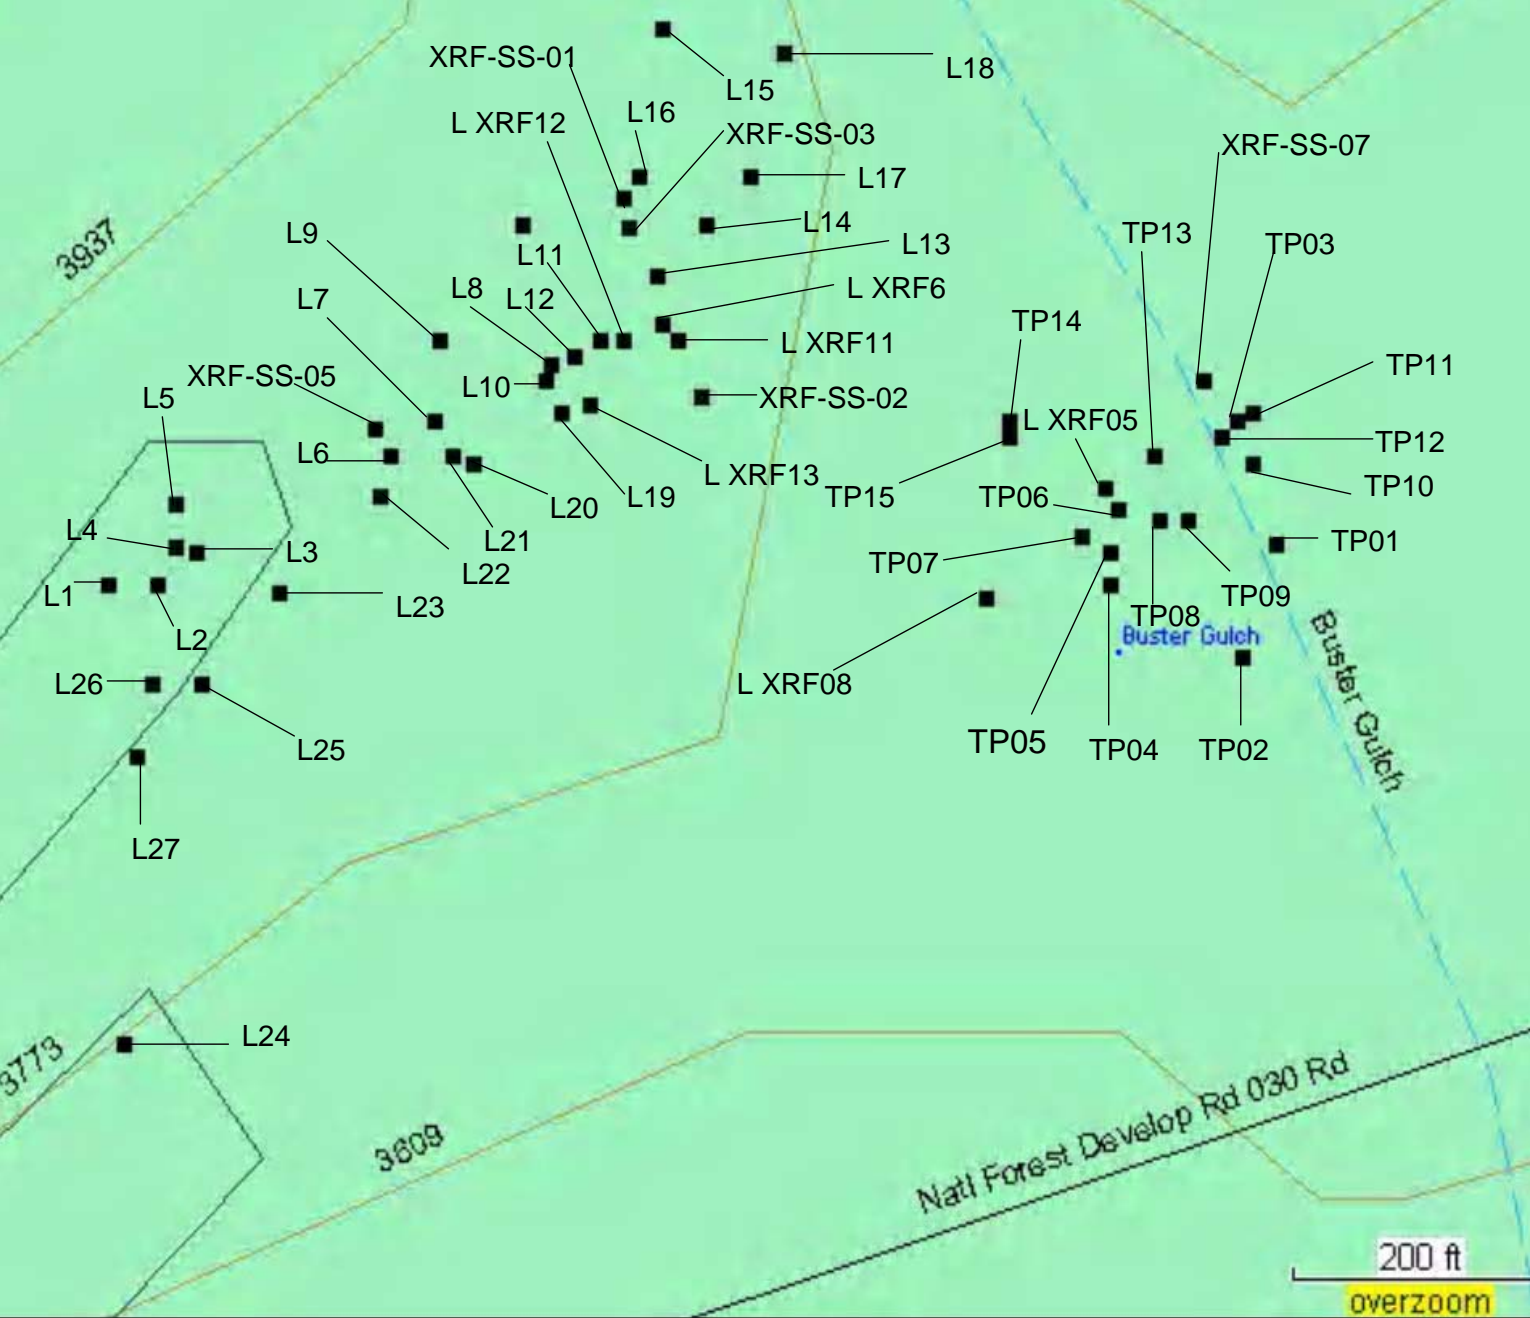 XRF-SS-01
L18
L15
L16
L XRF12
XRF-SS-03
XRF-SS-07
L17
L14
L9
TP13
3937
L11
L13
TP03
L8
L12
L XRF6
L7
TP14
L XRF11
TP11
XRF-SS-05
L10
L5
XRF-SS-02
L XRF05
TP12
L6
L XRF13
TP15
TP06
TP10
L19
L20
L4
L21
L3
TP01
TP07
L22
L1
L23
TP09
TP08
L2
Buster Gulch
Buster Gulch
L26
L XRF08
L25
TP05
TP04
TP02
L27
L24
3773
3609
Natl Forest Develop Rd 030 Rd
200 ft
overzoom